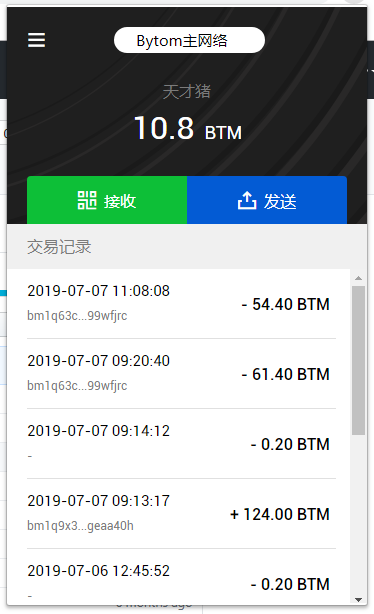 Bytom主网络
天才猪
10.8 BTM
接收
发送
交易记录
2019-07-07 11:08:08
- 54.40 BTM
bm1q63c...99wfjrc
2019-07-07 09:20:40
- 61.40 BTM
bm1q63c...99wfjrc
2019-07-07 09:14:12
- 0.20 BTM
-
2019-07-07 09:13:17
+ 124.00 BTM
bm1q9x3...geaa40h
2019-07-06 12:45:52
- 0.20 BTM
-